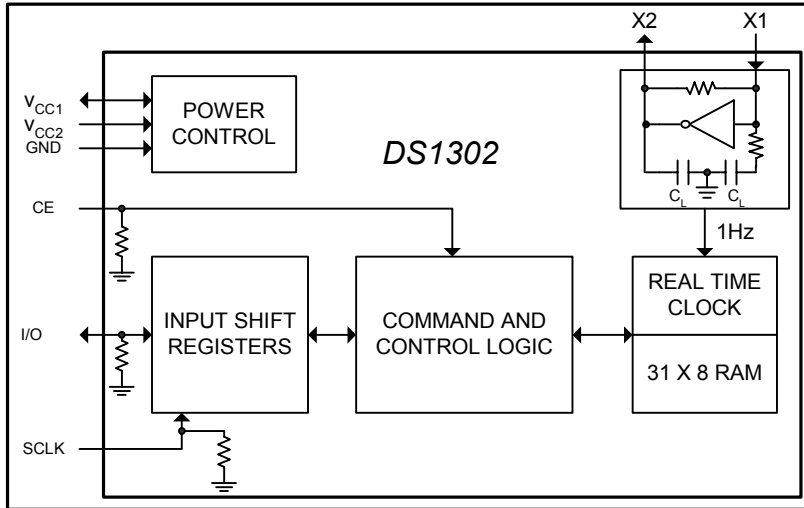 X2
X1
VCC1
VCC2
GND
POWER
CONTROL
DS1302
CL
CL
CE
1Hz
I/O
INPUT SHIFT
REGISTERS
COMMAND AND
CONTROL LOGIC
REAL TIME
CLOCK
31 X 8 RAM
SCLK